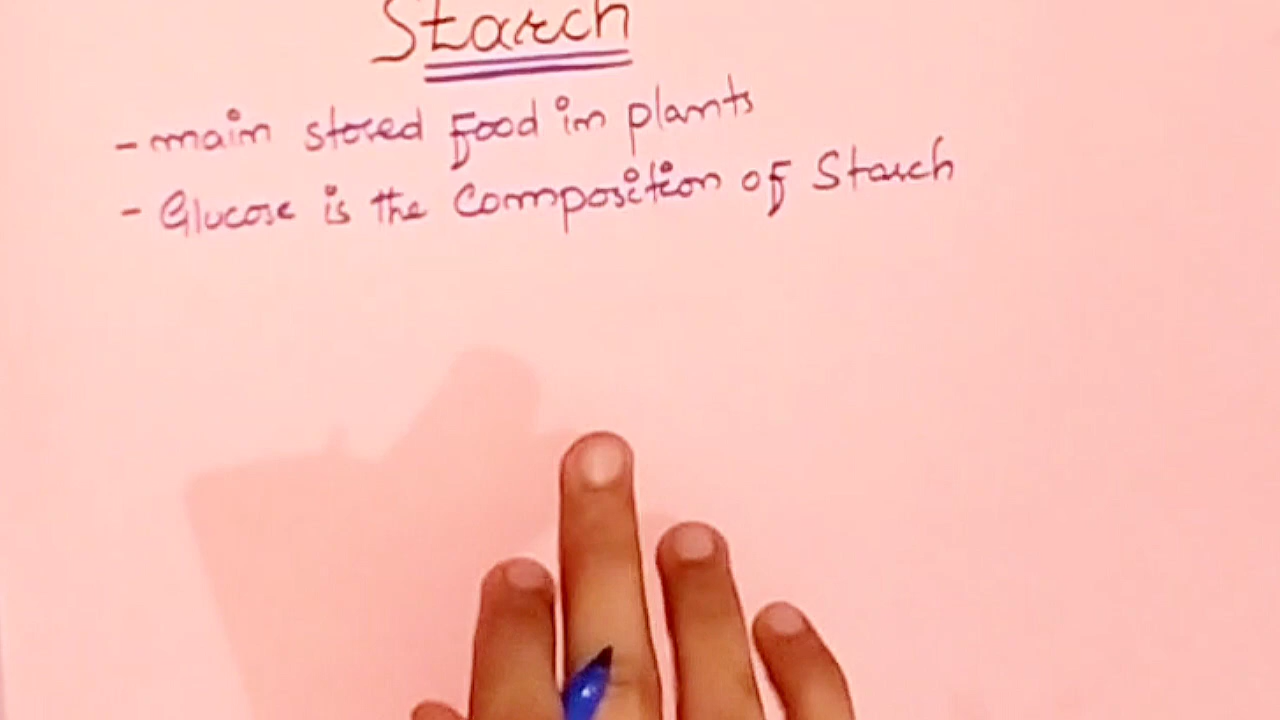 Starch
- main stored food in plants
- Glucose is the Composition of Starch